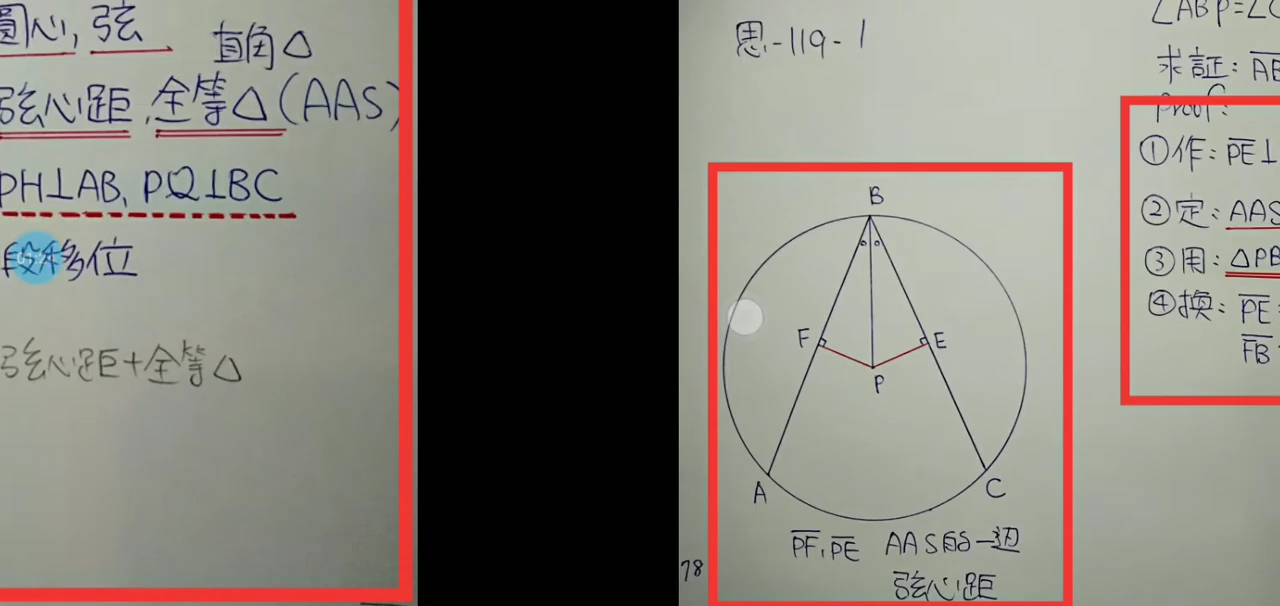 圓心, 弦
直角△
弦心距, 全等△(AAS)
PH⊥AB, PQ⊥BC
段移位
弦心距+全等△
思-119-1
B
F
E
P
A
C
PF, PE AAS的一边
弦心距
78
∠ABP=∠C
求証: AB
proof:
①作: PE⊥
②定: AAS
③用: △PB
④換: PE
FB